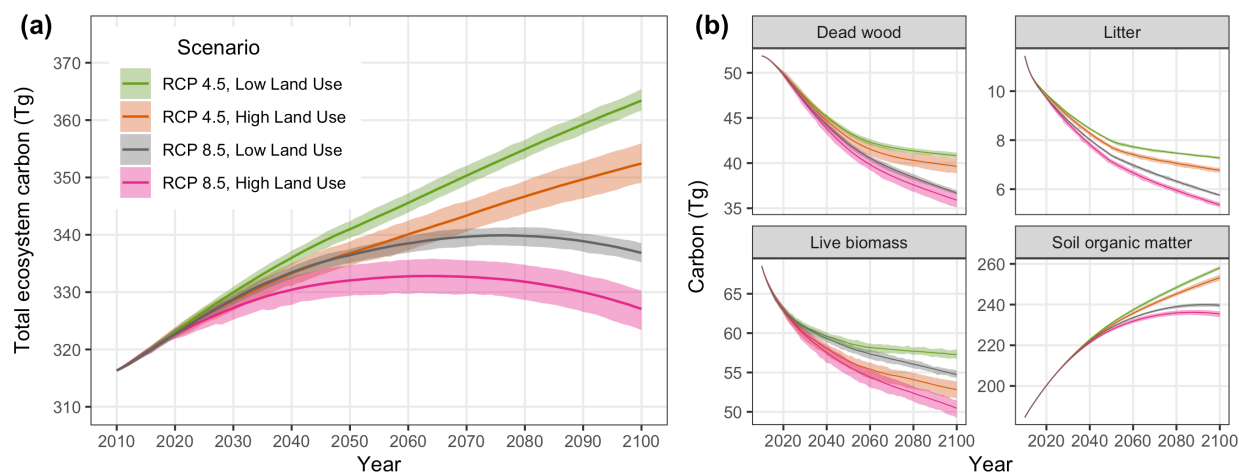 (a)
Total ecosystem carbon (Tg)
370
360
350
340
330
320
310
Scenario
RCP 4.5, Low Land Use
RCP 4.5, High Land Use
RCP 8.5, Low Land Use
RCP 8.5, High Land Use
2010 2020 2030 2040 2050 2060 2070 2080 2090 2100
Year
(b)
Carbon (Tg)
Dead wood
50
45
40
35
Litter
10
8
6
Live biomass
65
60
55
50
2020 2040 2060 2080 2100
Soil organic matter
260
240
220
200
2020 2040 2060 2080 2100
Year